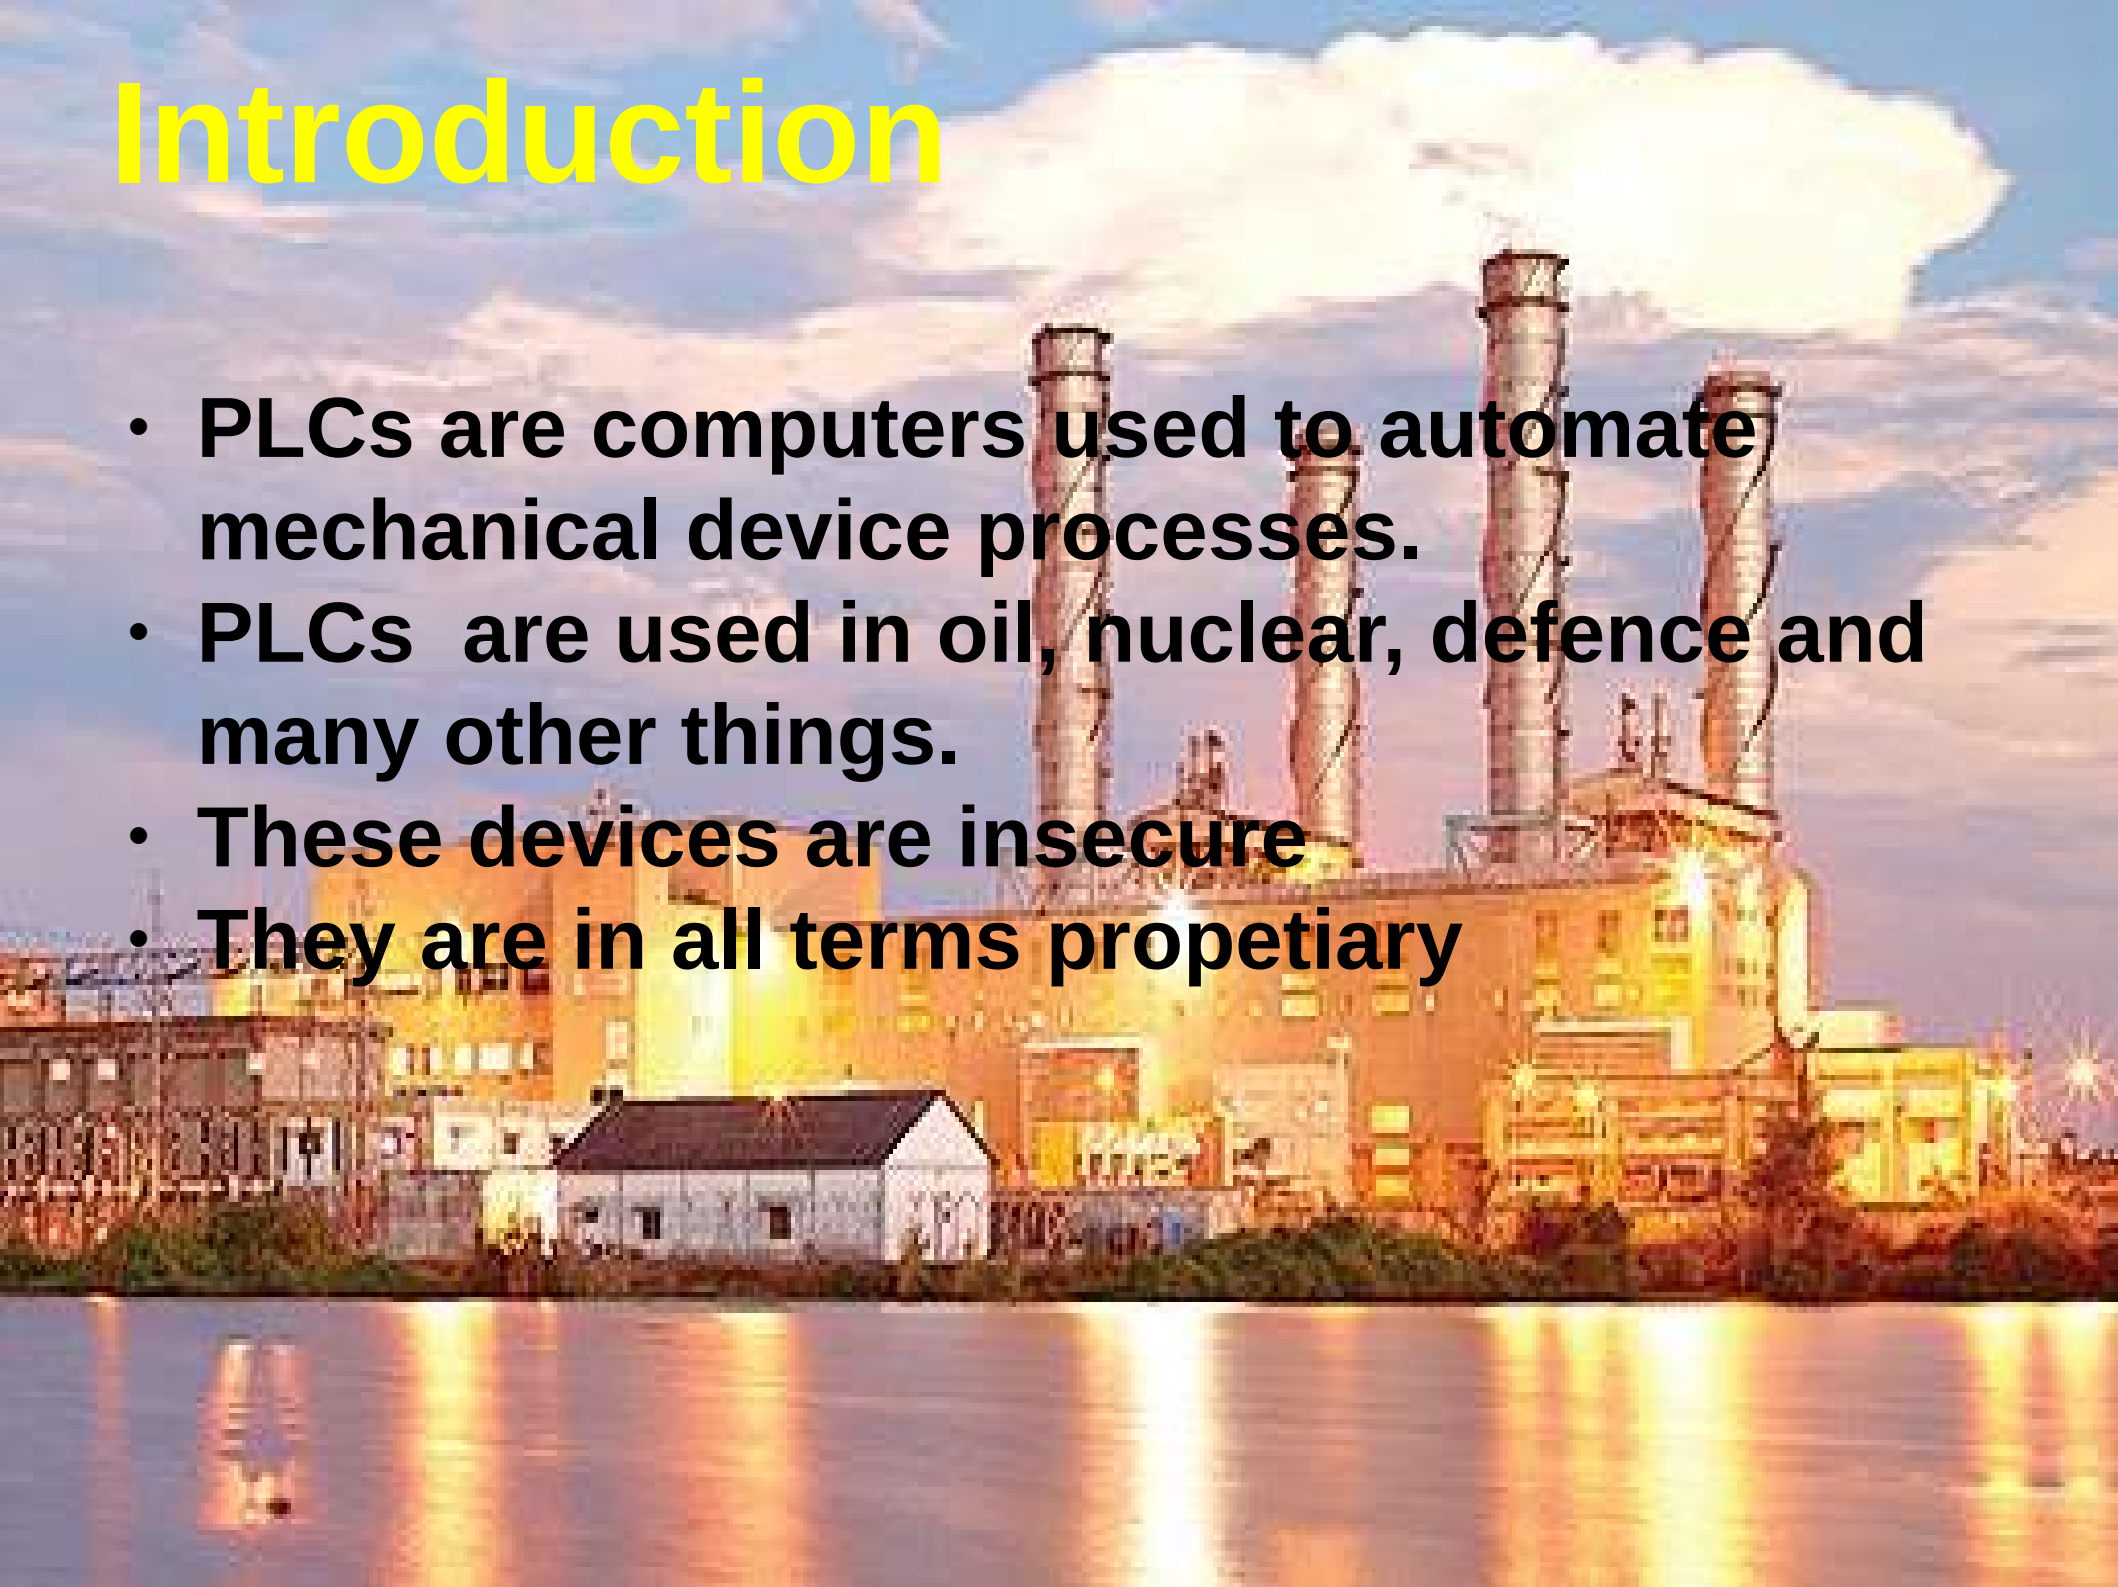 Introduction
• PLCs are computers used to automate
mechanical device processes.
• PLCs  are used in oil, nuclear, defence and
many other things.
• These devices are insecure
• They are in all terms propetiary